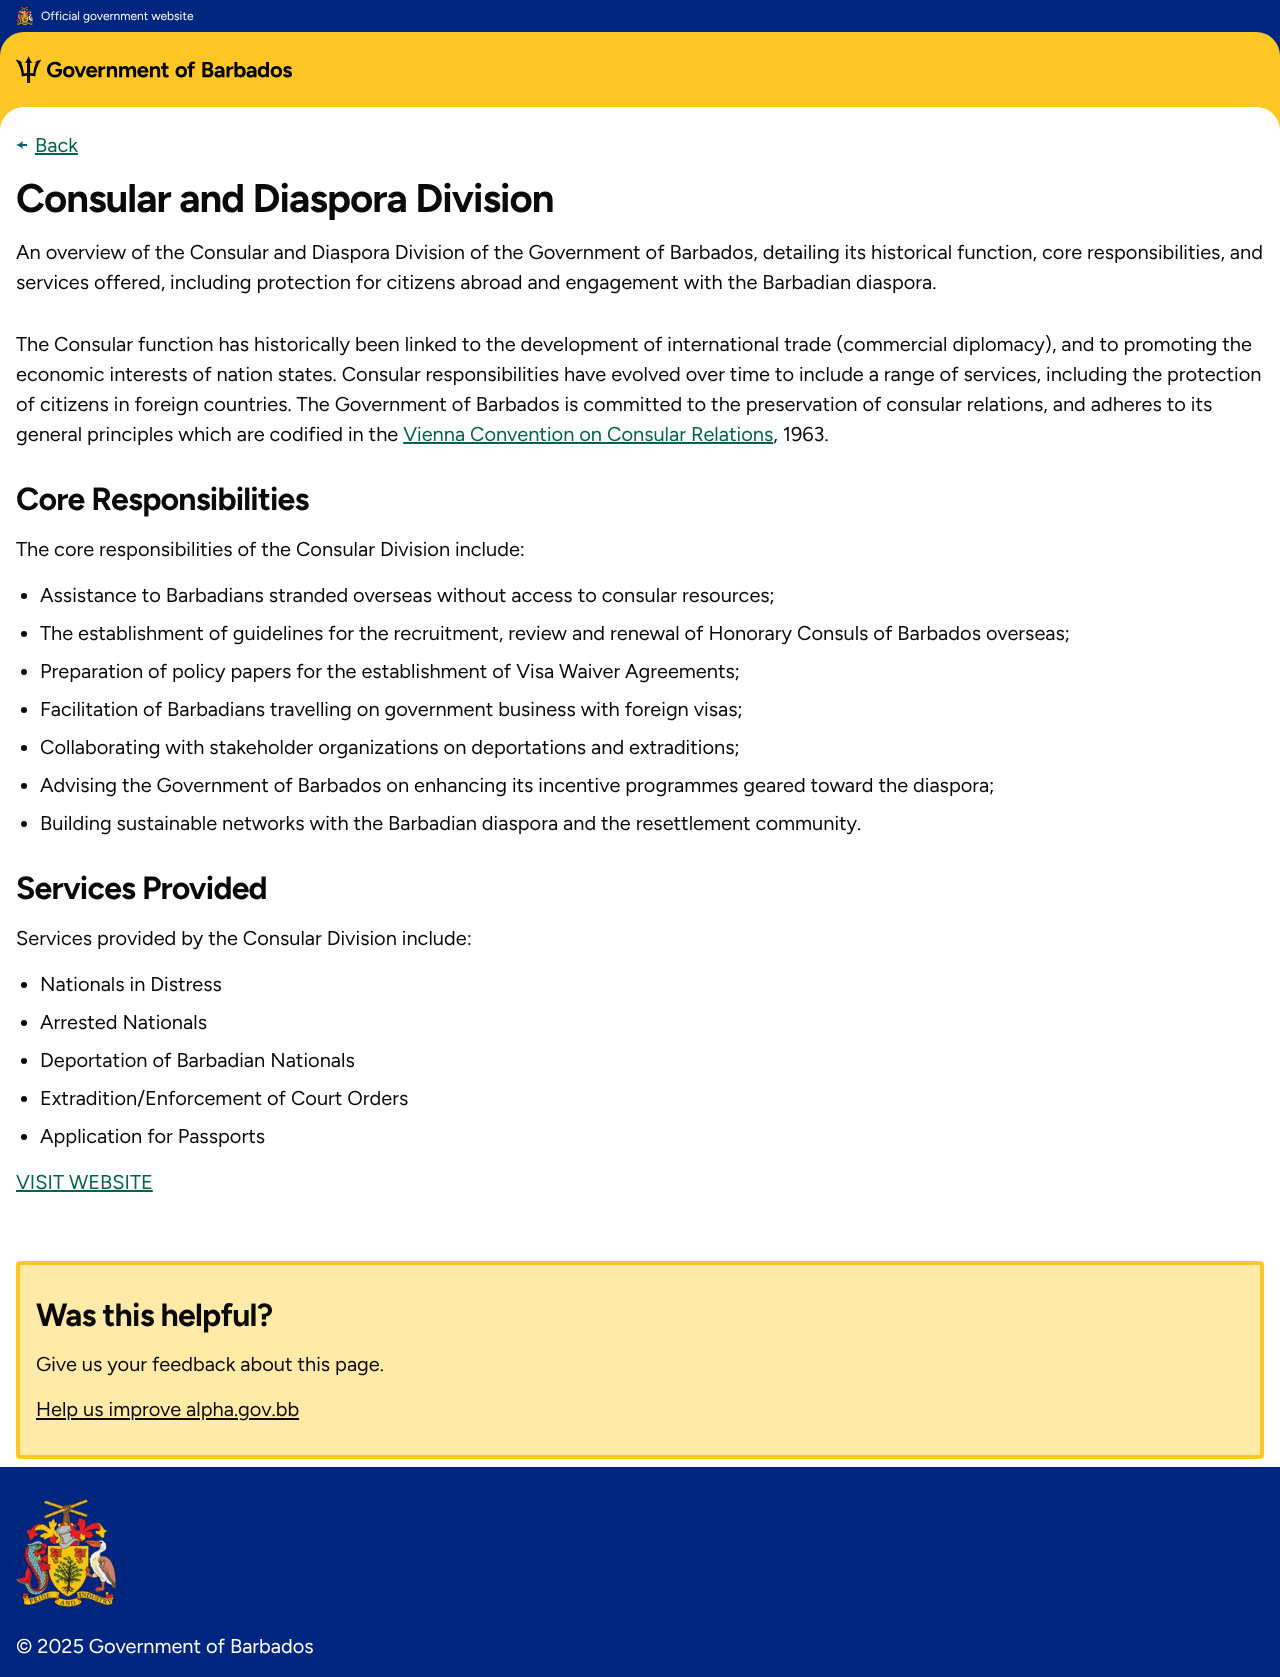 Official government website
Government of Barbados
Back
Consular and Diaspora Division
An overview of the Consular and Diaspora Division of the Government of Barbados, detailing its historical function, core responsibilities, and
services offered, including protection for citizens abroad and engagement with the Barbadian diaspora.
The Consular function has historically been linked to the development of international trade (commercial diplomacy), and to promoting the
economic interests of nation states. Consular responsibilities have evolved over time to include a range of services, including the protection
of citizens in foreign countries. The Government of Barbados is committed to the preservation of consular relations, and adheres to its
general principles which are codified in the Vienna Convention on Consular Relations, 1963.
Core Responsibilities
The core responsibilities of the Consular Division include:
• Assistance to Barbadians stranded overseas without access to consular resources;
• The establishment of guidelines for the recruitment, review and renewal of Honorary Consuls of Barbados overseas;
• Preparation of policy papers for the establishment of Visa Waiver Agreements;
• Facilitation of Barbadians travelling on government business with foreign visas;
• Collaborating with stakeholder organizations on deportations and extraditions;
• Advising the Government of Barbados on enhancing its incentive programmes geared toward the diaspora;
• Building sustainable networks with the Barbadian diaspora and the resettlement community.
Services Provided
Services provided by the Consular Division include:
• Nationals in Distress
• Arrested Nationals
• Deportation of Barbadian Nationals
• Extradition/Enforcement of Court Orders
• Application for Passports
VISIT WEBSITE
Was this helpful?
Give us your feedback about this page.
Help us improve alpha.gov.bb
PRIDE AND INDUSTRY
© 2025 Government of Barbados